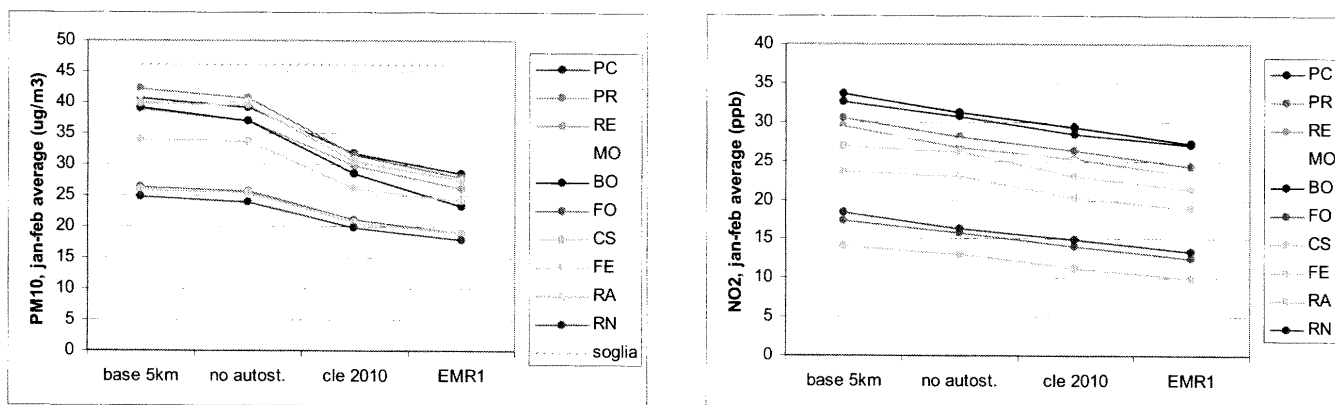 PM10, jan-feb average (ug/m3)
50
45
40
35
30
25
20
15
10
5
0
base 5km
no autost.
cle 2010
EMR1
PC
PR
RE
MO
BO
FO
CS
FE
RA
RN
soglia
NO2, jan-feb average (ppb)
40
35
30
25
20
15
10
5
0
base 5km
no autost.
cle 2010
EMR1
PC
PR
RE
MO
BO
FO
CS
FE
RA
RN